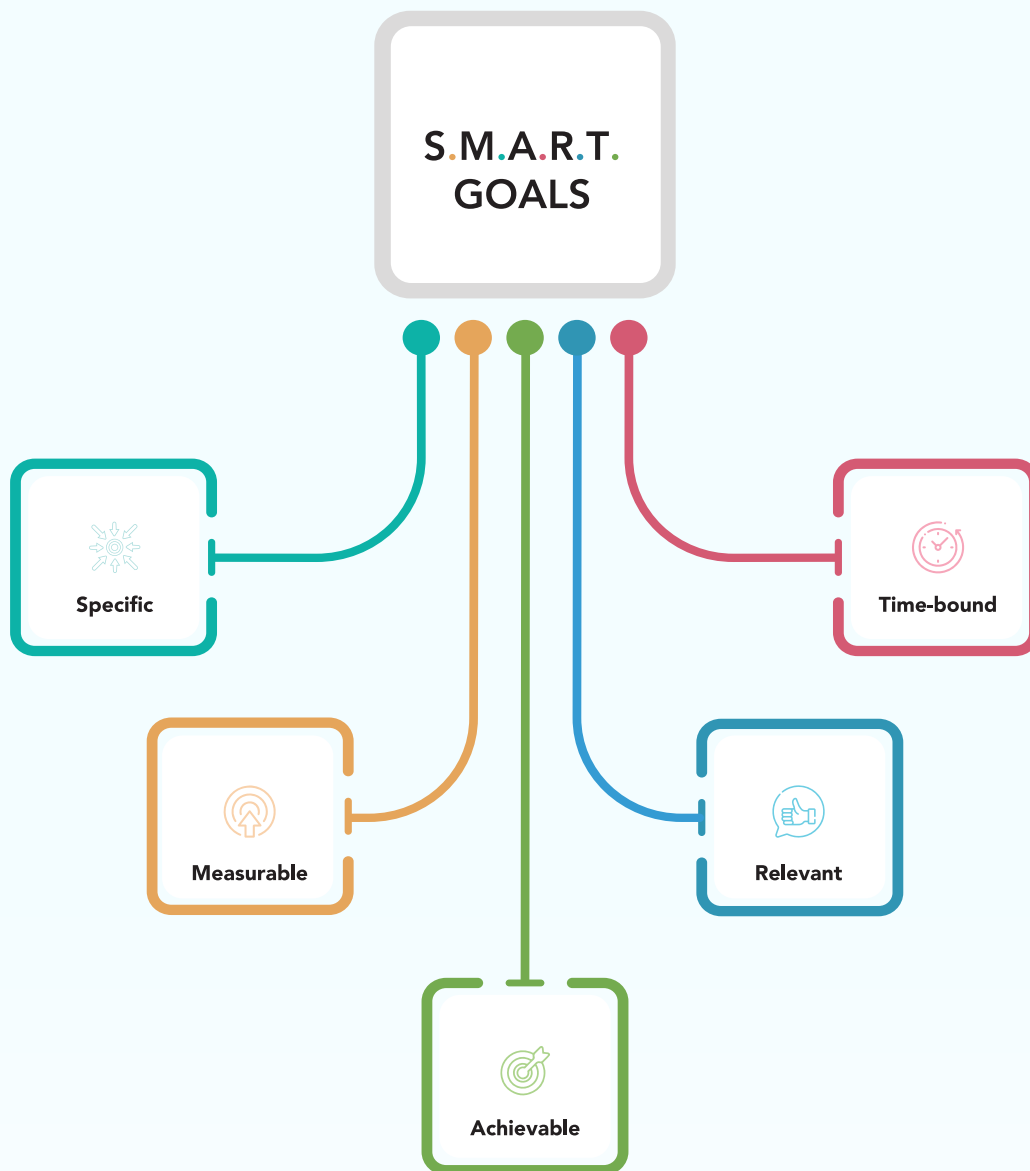 S.M.A.R.T.
GOALS
Specific
Time-bound
Measurable
Relevant
Achievable